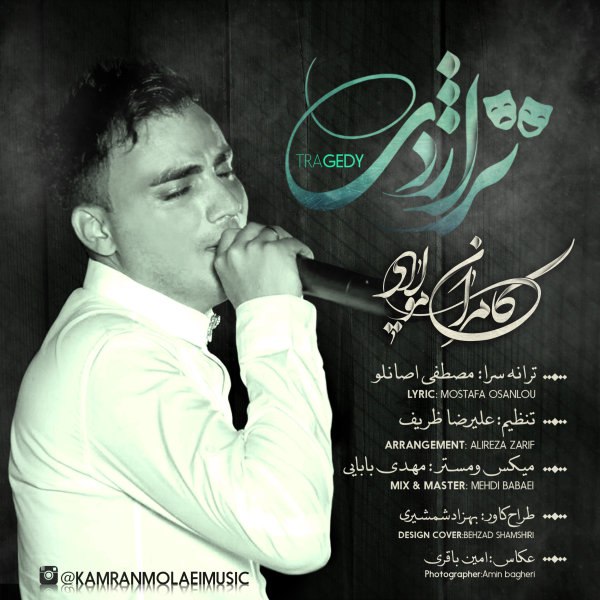 تراژدی
TRAGEDY
کامران مولایی
ترانه سرا: مصطفی اصانلو
LYRIC: MOSTAFA OSANLOU
تنظیم: علیرضا ظریف
ARRANGEMENT: ALIREZA ZARIF
میکس و مستر: مهدی بابایی
MIX & MASTER: MEHDI BABAEI
طراح کاور: بهزاد شمشیری
DESIGN COVER:BEHZAD SHAMSHIRI
عکاس: امین باقری
Photographer:Amin bagheri
@KAMRANMOLAEIMUSIC